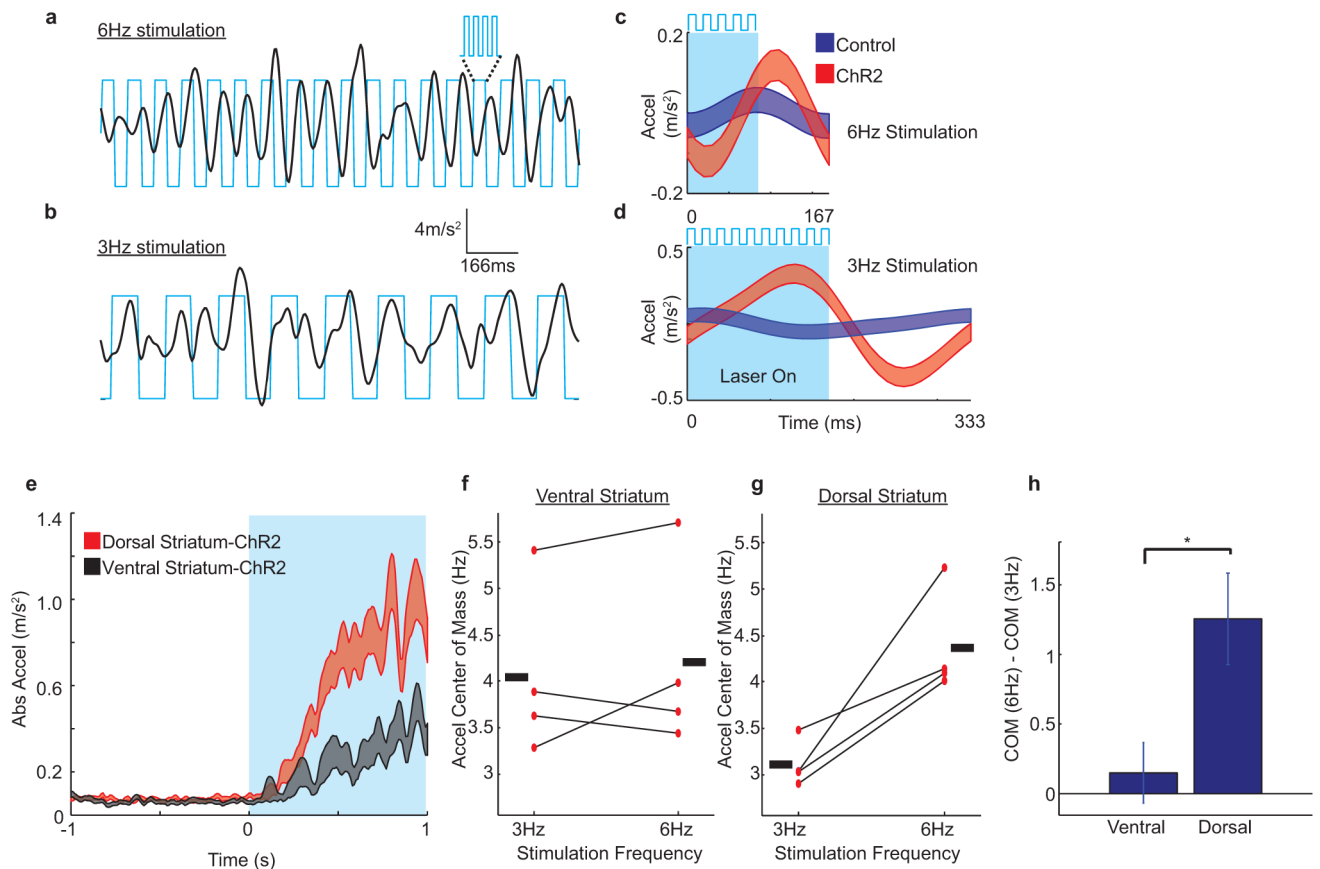 a
6Hz stimulation
b
3Hz stimulation
4m/s²
166ms
c
0.2
Accel
(m/s²)
-0.2
0
167
Control
ChR2
6Hz Stimulation
d
0.5
Accel
(m/s²)
-0.5
3Hz Stimulation
Laser On
0
Time (ms)
333
e
1.4
1.0
0.6
0.2
0
Abs Accel (m/s²)
Dorsal Striatum-ChR2
Ventral Striatum-ChR2
-1
0
1
Time (s)
f
Ventral Striatum
Accel Center of Mass (Hz)
5.5
5
4.5
4
3.5
3
3Hz
6Hz
Stimulation Frequency
g
Dorsal Striatum
Accel Center of Mass (Hz)
5.5
5
4.5
4
3.5
3
3Hz
6Hz
Stimulation Frequency
h
COM (6Hz) - COM (3Hz)
1.5
1
0.5
0
*
Ventral
Dorsal